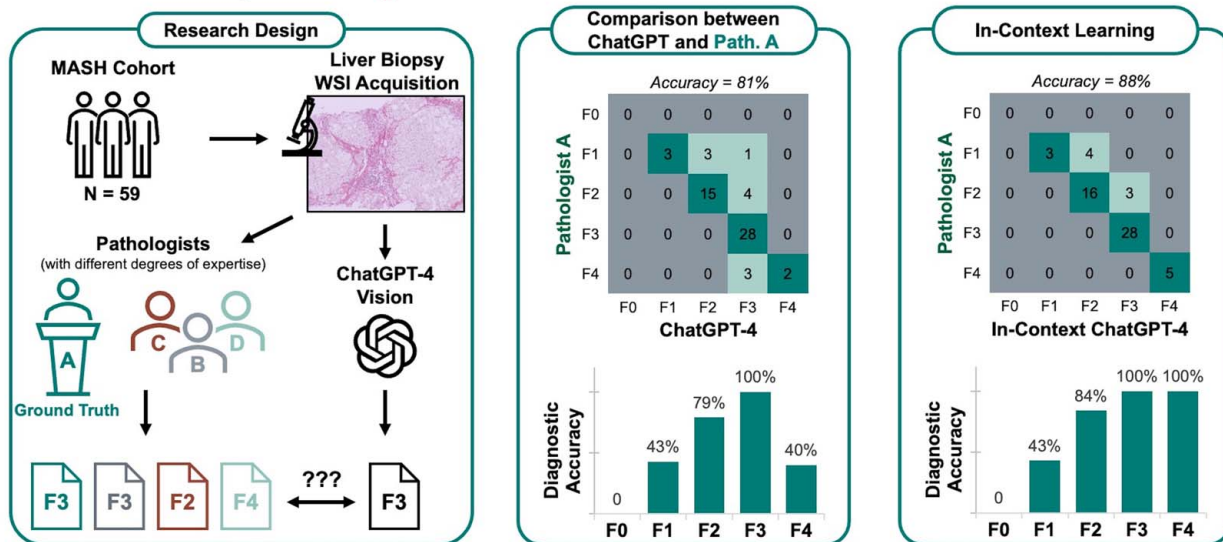 Research Design
MASH Cohort
N = 59
Liver Biopsy
WSI Acquisition
Pathologists
(with different degrees of expertise)
A
C
B
D
Ground Truth
ChatGPT-4
Vision
F3
F3
F2
F4
???
F3
Comparison between
ChatGPT and Path. A
Accuracy = 81%
Pathologist A
F0 0 0 0 0 0
F1 0 3 3 1 0
F2 0 0 15 4 0
F3 0 0 0 28 0
F4 0 0 0 3 2
F0 F1 F2 F3 F4
ChatGPT-4
Diagnostic
Accuracy
0
43%
79%
100%
40%
F0 F1 F2 F3 F4
In-Context Learning
Accuracy = 88%
Pathologist A
F0 0 0 0 0 0
F1 0 3 4 0 0
F2 0 0 16 3 0
F3 0 0 0 28 0
F4 0 0 0 0 5
F0 F1 F2 F3 F4
In-Context ChatGPT-4
Diagnostic
Accuracy
0
43%
84%
100%
100%
F0 F1 F2 F3 F4